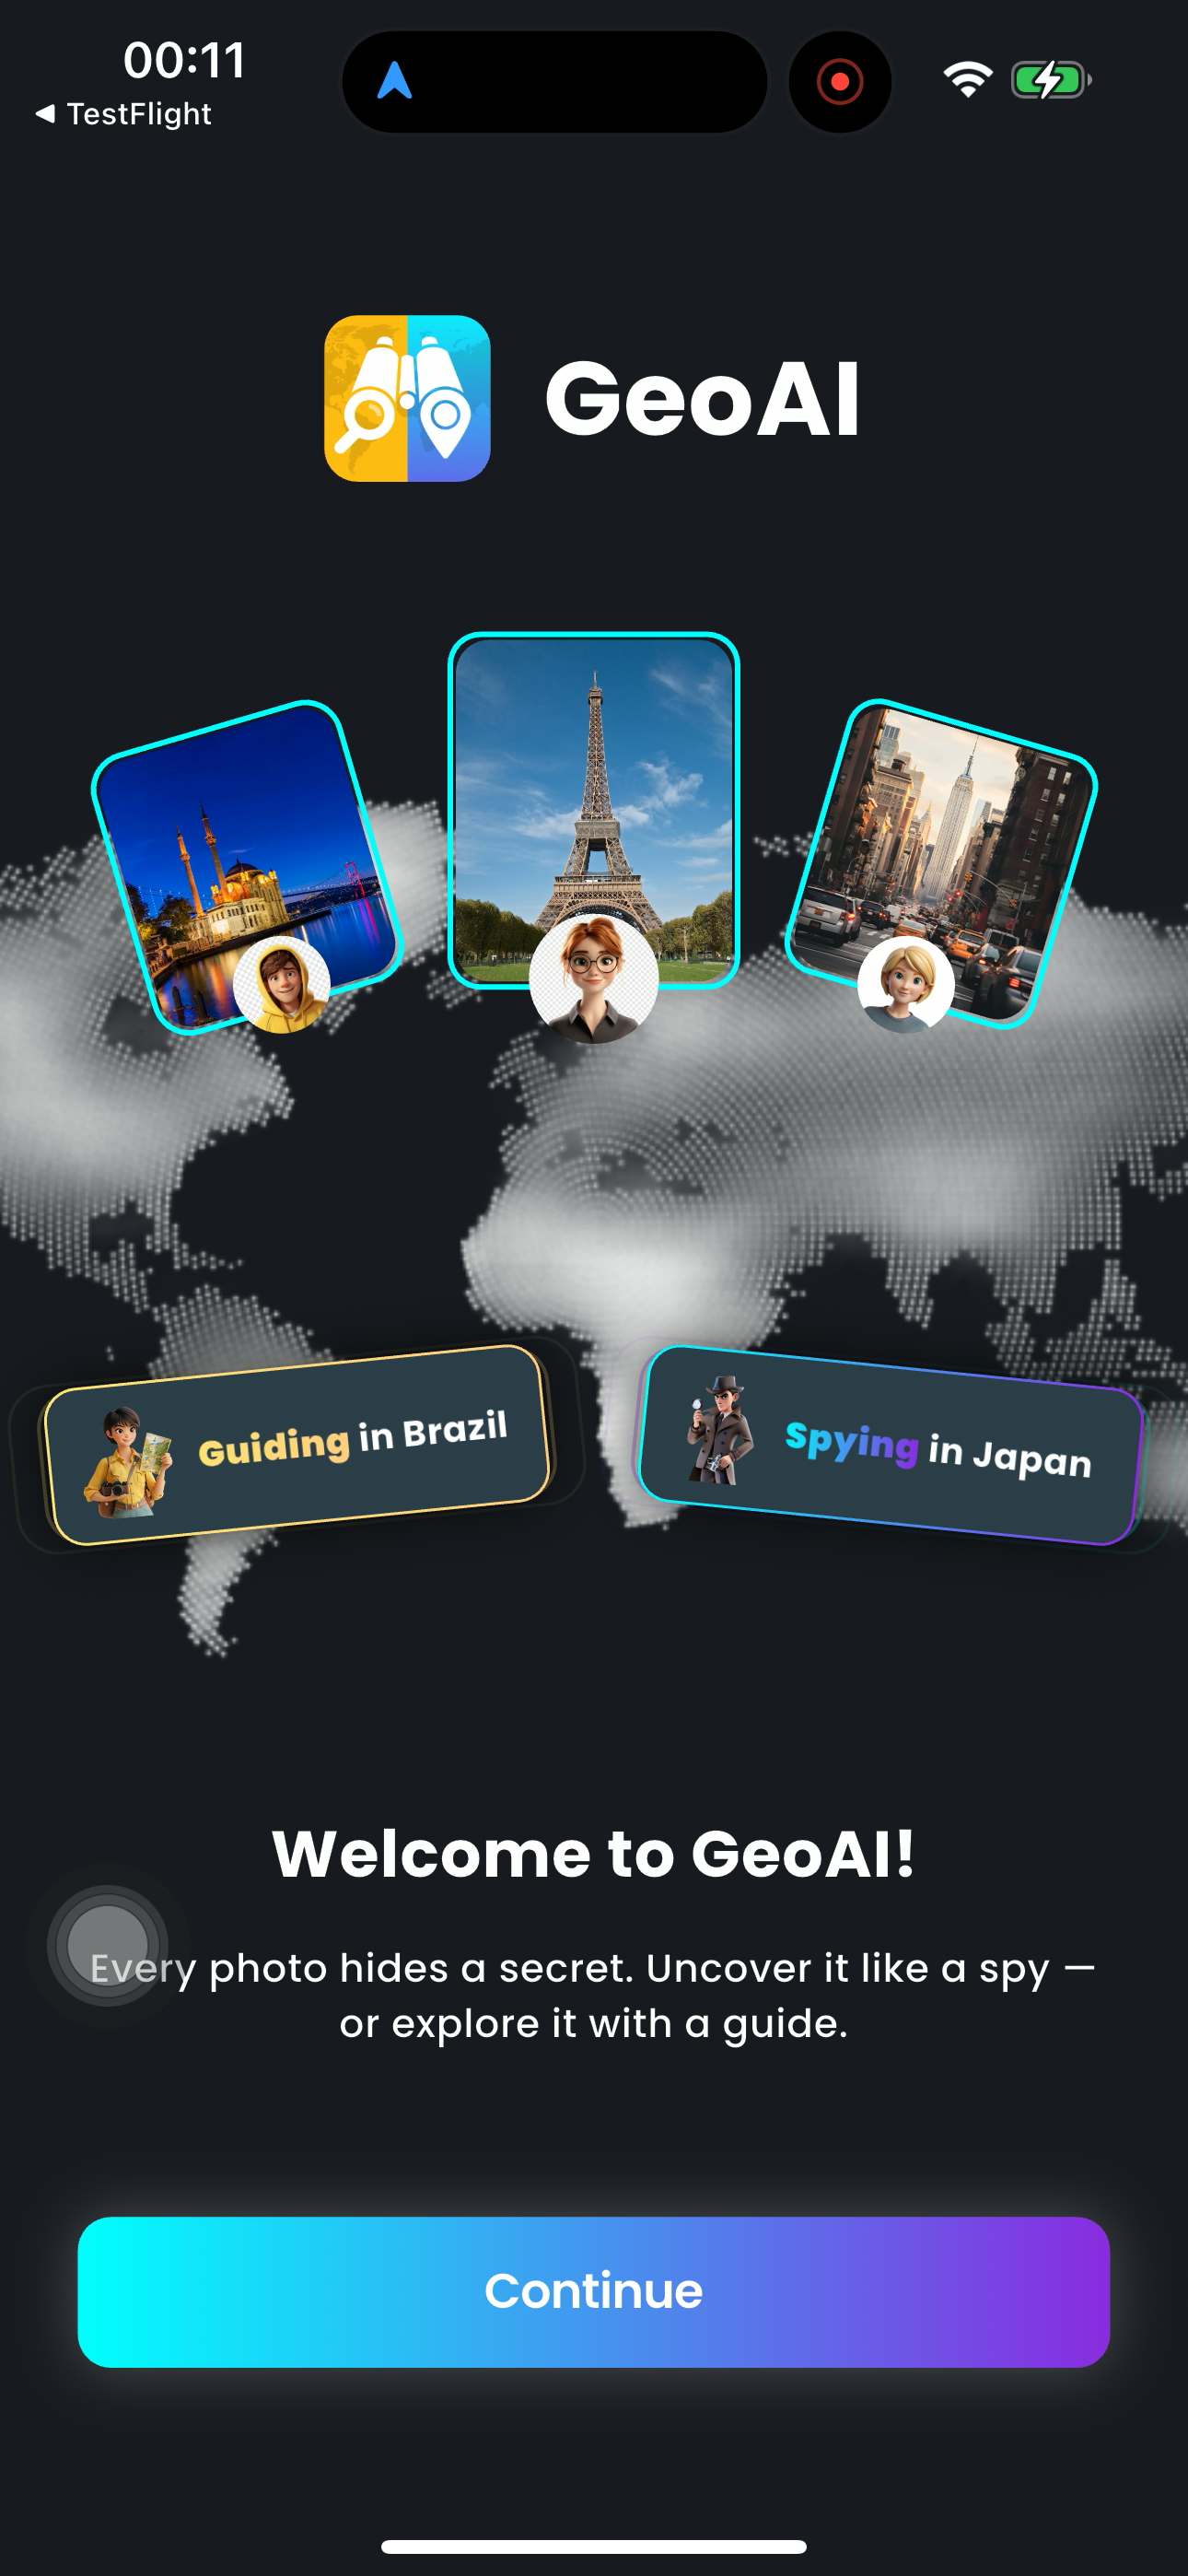 00:11
TestFlight
GeoAI
Guiding in Brazil
Spying in Japan
Welcome to GeoAI!
Every photo hides a secret. Uncover it like a spy —
or explore it with a guide.
Continue